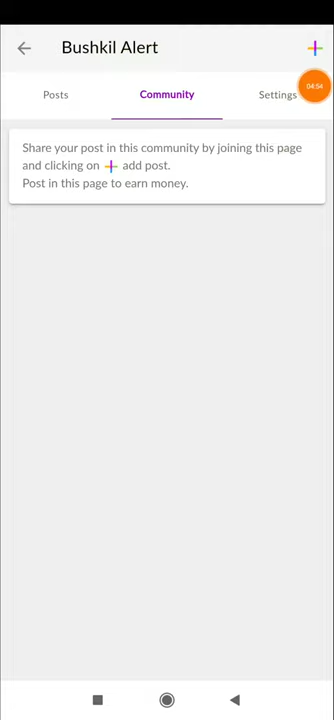 Bushkil Alert
04:54
Posts
Community
Settings
Share your post in this community by joining this page
and clicking on add post.
Post in this page to earn money.